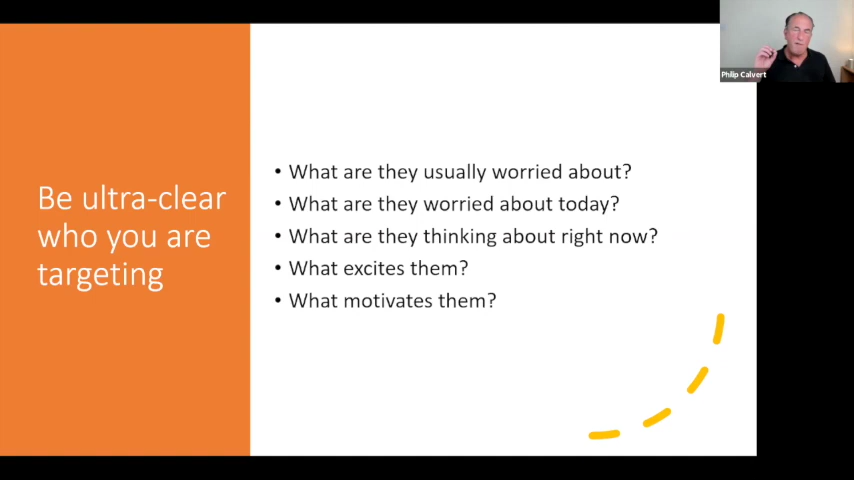 Be ultra-clear
who you are
targeting
• What are they usually worried about?
• What are they worried about today?
• What are they thinking about right now?
• What excites them?
• What motivates them?
Philip Calvert